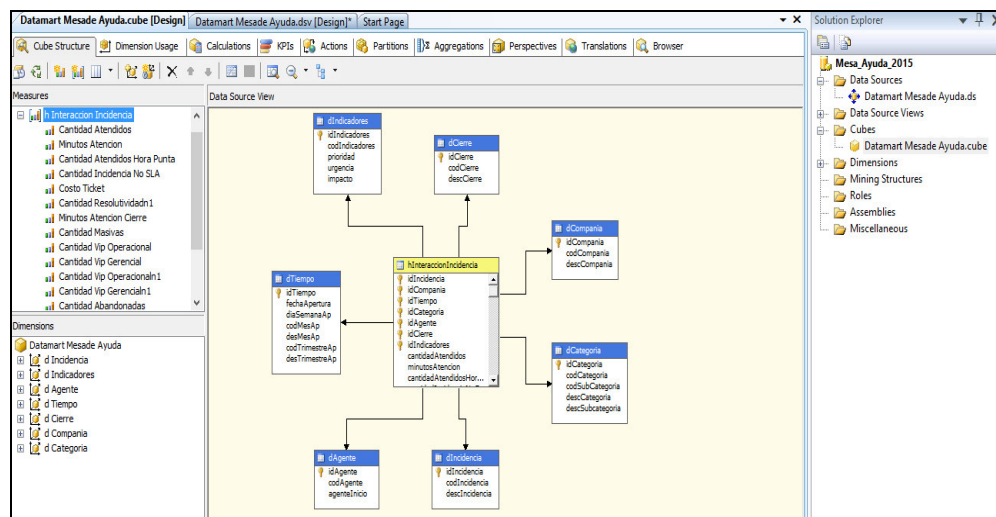 Datamart Mesade Ayuda.cube [Design] Datamart Mesade Ayuda.dsv [Design]* Start Page
Cube Structure Dimension Usage Calculations KPIs Actions Partitions Aggregations Perspectives Translations Browser
Measures
h Interaccion Incidencia
Cantidad Atendidos
Minutos Atencion
Cantidad Atendidos Hora Punta
Cantidad Incidencia No SLA
Costo Ticket
Cantidad Resolutividadn1
Minutos Atencion Cierre
Cantidad Masivas
Cantidad Vip Operacional
Cantidad Vip Gerencial
Cantidad Vip Operacionaln1
Cantidad Vip Gerencialn1
Cantidad Abandonadas
Dimensions
Datamart Mesade Ayuda
d Incidencia
d Indicadores
d Agente
d Tiempo
d Cierre
d Compania
d Categoria
Data Source View
dIndicadores
idIndicadores
codIndicadores
prioridad
urgencia
impacto
dCierre
idCierre
codCierre
descCierre
dCompania
idCompania
codCompania
descCompania
dTiempo
idTiempo
fechaApertura
diaSemanaAp
codMesAp
desMesAp
codTrimestreAp
desTrimestreAp
hInteraccionIncidencia
idIncidencia
idCompania
idTiempo
idCategoria
idAgente
idCierre
idIndicadores
cantidadAtendidos
minutosAtencion
cantidadAtendidosHor...
dCategoria
idCategoria
codCategoria
codSubCategoria
descCategoria
descSubcategoria
dAgente
idAgente
codAgente
agenteInicio
dIncidencia
idIncidencia
codIncidencia
descIncidencia
Solution Explorer
Mesa_Ayuda_2015
Data Sources
Datamart Mesade Ayuda.ds
Data Source Views
Cubes
Datamart Mesade Ayuda.cube
Dimensions
Mining Structures
Roles
Assemblies
Miscellaneous